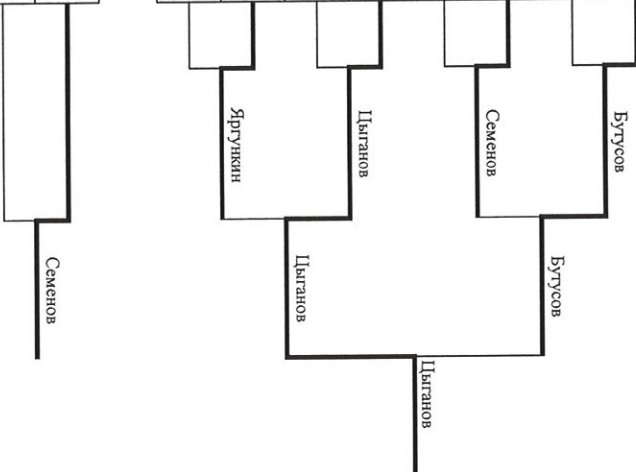 Бутусов
Семенов
Цыганов
Яргункин
Бутусов
Цыганов
Цыганов
Семенов